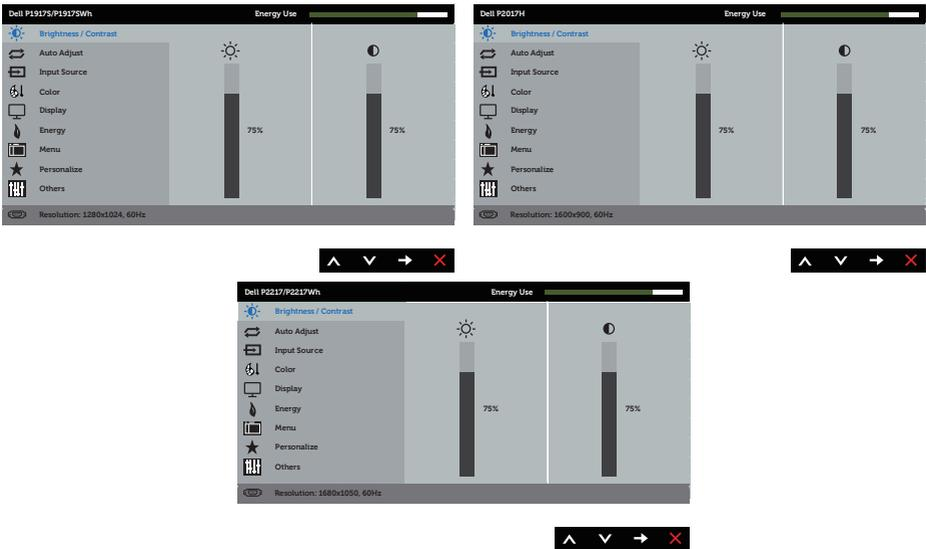 Dell P1917S/P1917SWh Energy Use
Brightness / Contrast
Auto Adjust
Input Source
Color
Display
Energy
Menu
Personalize
Others
75% 75%
Resolution: 1280x1024, 60Hz
Dell P2017H Energy Use
Brightness / Contrast
Auto Adjust
Input Source
Color
Display
Energy
Menu
Personalize
Others
75% 75%
Resolution: 1600x900, 60Hz
Dell P2217/P2217Wh Energy Use
Brightness / Contrast
Auto Adjust
Input Source
Color
Display
Energy
Menu
Personalize
Others
75% 75%
Resolution: 1680x1050, 60Hz